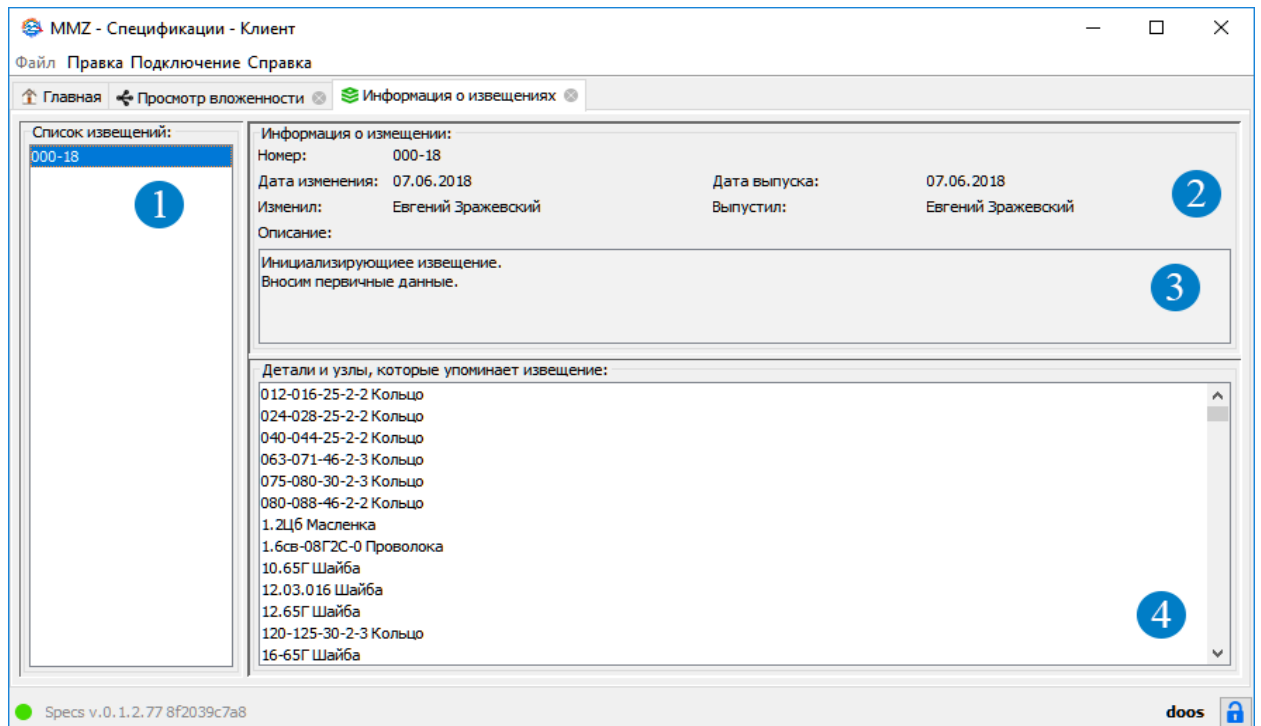 MMZ - Спецификации - Клиент
Файл Правка Подключение Справка
Главная Просмотр вложенности Информация о извещениях
Список извещений:
000-18
1
Информация о измещении:
Номер: 000-18
Дата изменения: 07.06.2018 Дата выпуска: 07.06.2018
Изменил: Евгений Зражевский Выпустил: Евгений Зражевский
2
Описание:
Инициализирующиее извещение.
Вносим первичные данные.
3
Детали и узлы, которые упоминает извещение:
012-016-25-2-2 Кольцо
024-028-25-2-2 Кольцо
040-044-25-2-2 Кольцо
063-071-46-2-3 Кольцо
075-080-30-2-3 Кольцо
080-088-46-2-2 Кольцо
1.2Ц6 Масленка
1.6св-08Г2С-0 Проволока
10.65Г Шайба
12.03.016 Шайба
12.65Г Шайба
120-125-30-2-3 Кольцо
16-65Г Шайба
4
Specs v.0.1.2.77 8f2039c7a8
doos